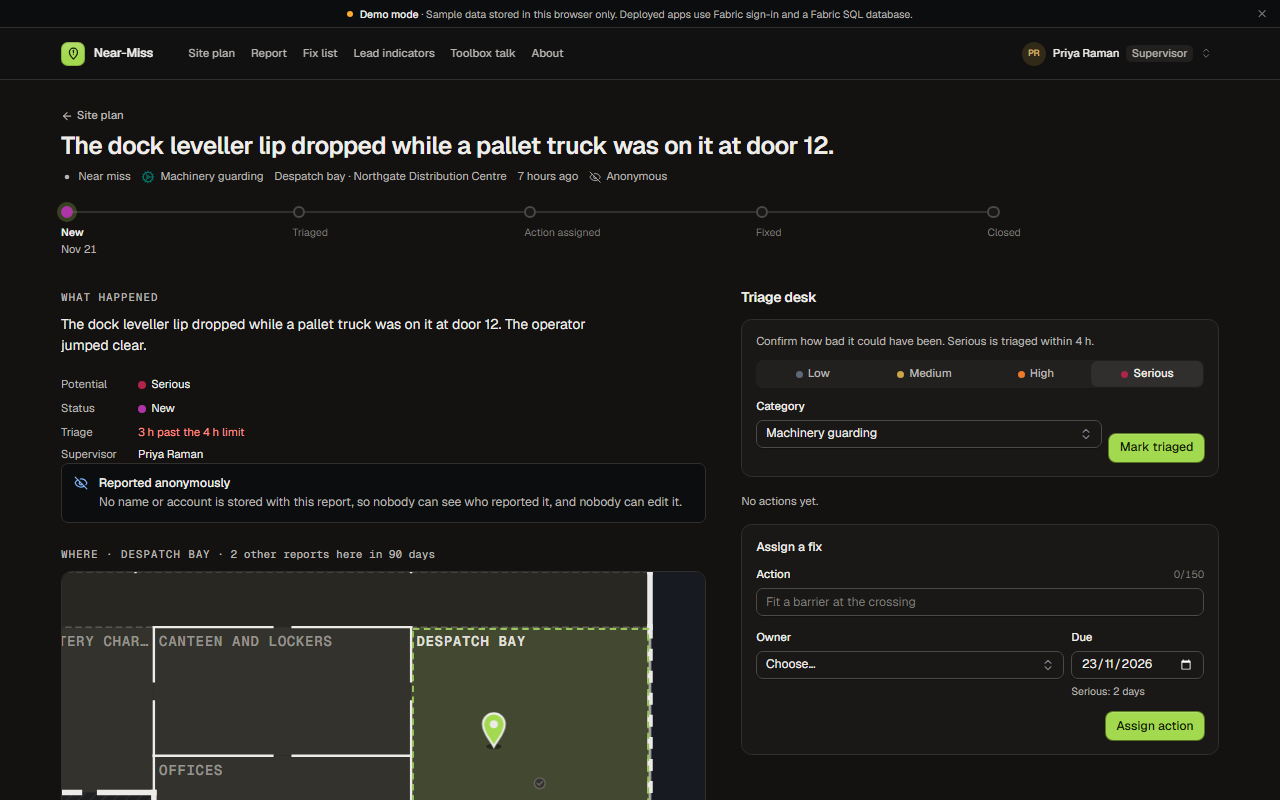 Demo mode · Sample data stored in this browser only. Deployed apps use Fabric sign-in and a Fabric SQL database.
Near-Miss Site plan Report Fix list Lead indicators Toolbox talk About PR Priya Raman Supervisor
← Site plan
The dock leveller lip dropped while a pallet truck was on it at door 12.
Near miss Machinery guarding Despatch bay · Northgate Distribution Centre 7 hours ago Anonymous
New Triaged Action assigned Fixed Closed
Nov 21
WHAT HAPPENED
The dock leveller lip dropped while a pallet truck was on it at door 12. The operator
jumped clear.
Potential Serious
Status New
Triage 3 h past the 4 h limit
Supervisor Priya Raman
Reported anonymously
No name or account is stored with this report, so nobody can see who reported it, and nobody can edit it.
WHERE · DESPATCH BAY · 2 other reports here in 90 days
TERY CHAR… CANTEEN AND LOCKERS DESPATCH BAY
OFFICES
Triage desk
Confirm how bad it could have been. Serious is triaged within 4 h.
Low Medium High Serious
Category
Machinery guarding Mark triaged
No actions yet.
Assign a fix
Action 0/150
Fit a barrier at the crossing
Owner Due
Choose… 23/11/2026
Serious: 2 days
Assign action